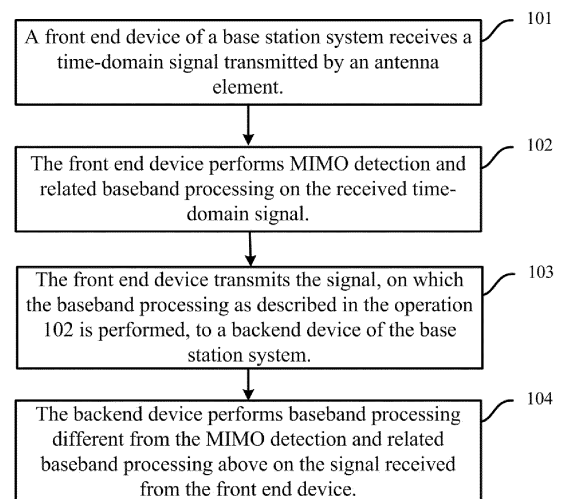 101
A front end device of a base station system receives a
time-domain signal transmitted by an antenna
element.
102
The front end device performs MIMO detection and
related baseband processing on the received time-
domain signal.
103
The front end device transmits the signal, on which
the baseband processing as described in the operation
102 is performed, to a backend device of the base
station system.
104
The backend device performs baseband processing
different from the MIMO detection and related
baseband processing above on the signal received
from the front end device.